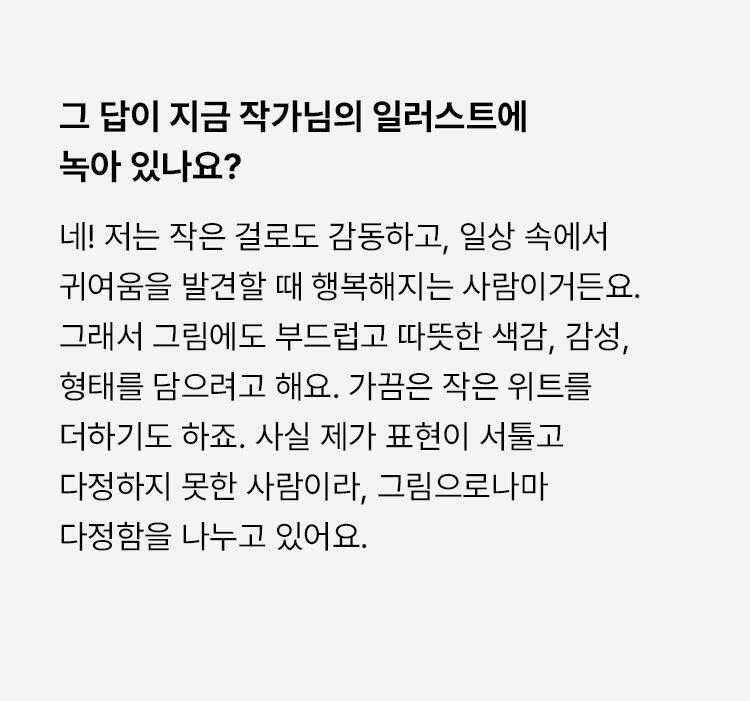 그 답이 지금 작가님의 일러스트에
녹아 있나요?
네! 저는 작은 걸로도 감동하고, 일상 속에서
귀여움을 발견할 때 행복해지는 사람이거든요.
그래서 그림에도 부드럽고 따뜻한 색감, 감성,
형태를 담으려고 해요. 가끔은 작은 위트를
더하기도 하죠. 사실 제가 표현이 서툴고
다정하지 못한 사람이라, 그림으로나마
다정함을 나누고 있어요.